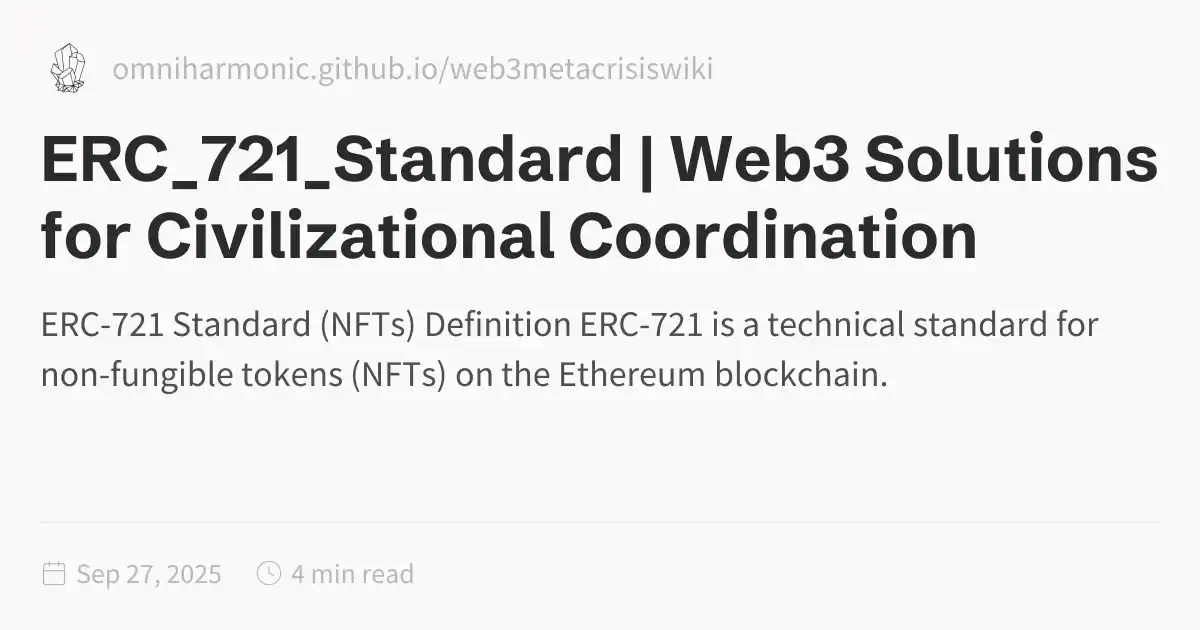 omniharmonic.github.io/web3metacrisiswiki
ERC_721_Standard | Web3 Solutions
for Civilizational Coordination
ERC-721 Standard (NFTs) Definition ERC-721 is a technical standard for
non-fungible tokens (NFTs) on the Ethereum blockchain.
Sep 27, 2025 4 min read